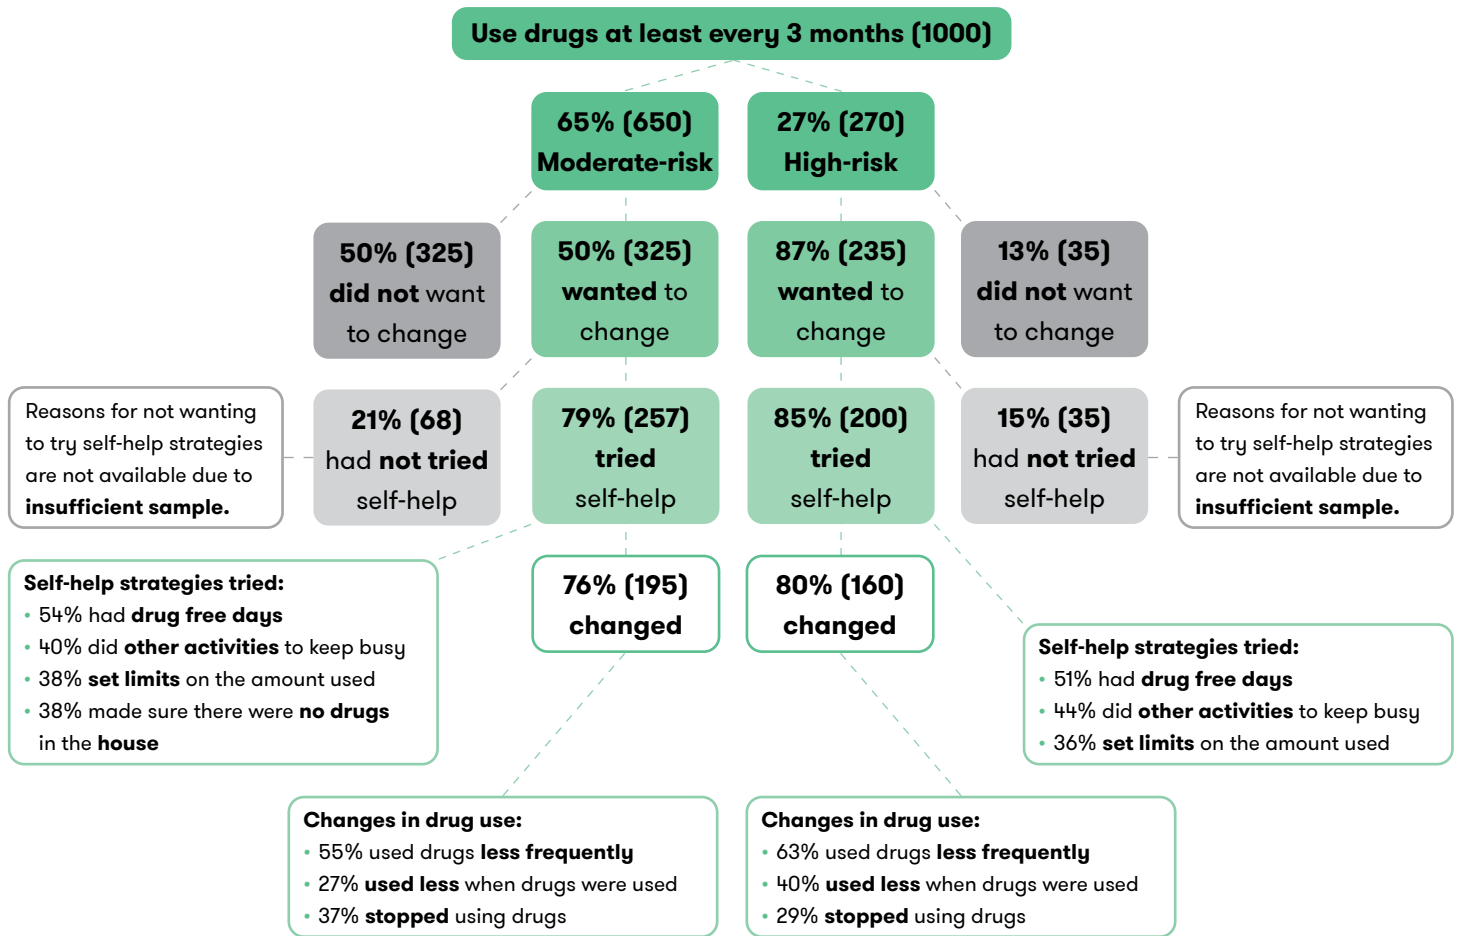 Use drugs at least every 3 months (1000)
65% (650)
Moderate-risk
27% (270)
High-risk
50% (325)
did not want
to change
50% (325)
wanted to
change
87% (235)
wanted to
change
13% (35)
did not want
to change
Reasons for not wanting
to try self-help strategies
are not available due to
insufficient sample.
21% (68)
had not tried
self-help
79% (257)
tried
self-help
85% (200)
tried
self-help
15% (35)
had not tried
self-help
Reasons for not wanting
to try self-help strategies
are not available due to
insufficient sample.
Self-help strategies tried:
• 54% had drug free days
• 40% did other activities to keep busy
• 38% set limits on the amount used
• 38% made sure there were no drugs
in the house
76% (195)
changed
80% (160)
changed
Self-help strategies tried:
• 51% had drug free days
• 44% did other activities to keep busy
• 36% set limits on the amount used
Changes in drug use:
• 55% used drugs less frequently
• 27% used less when drugs were used
• 37% stopped using drugs
Changes in drug use:
• 63% used drugs less frequently
• 40% used less when drugs were used
• 29% stopped using drugs